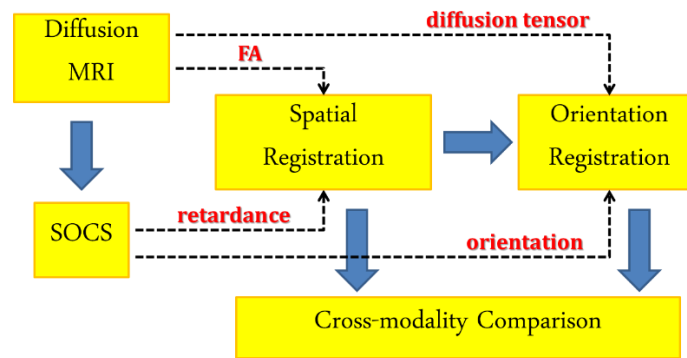 Diffusion
MRI
diffusion tensor
FA
Spatial
Registration
Orientation
Registration
SOCS
retardance
orientation
Cross-modality Comparison